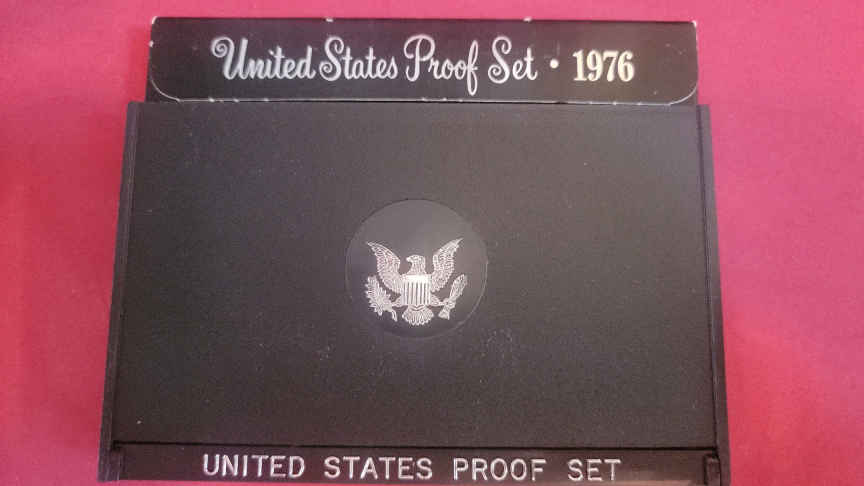 United States Proof Set • 1976
UNITED STATES PROOF SET